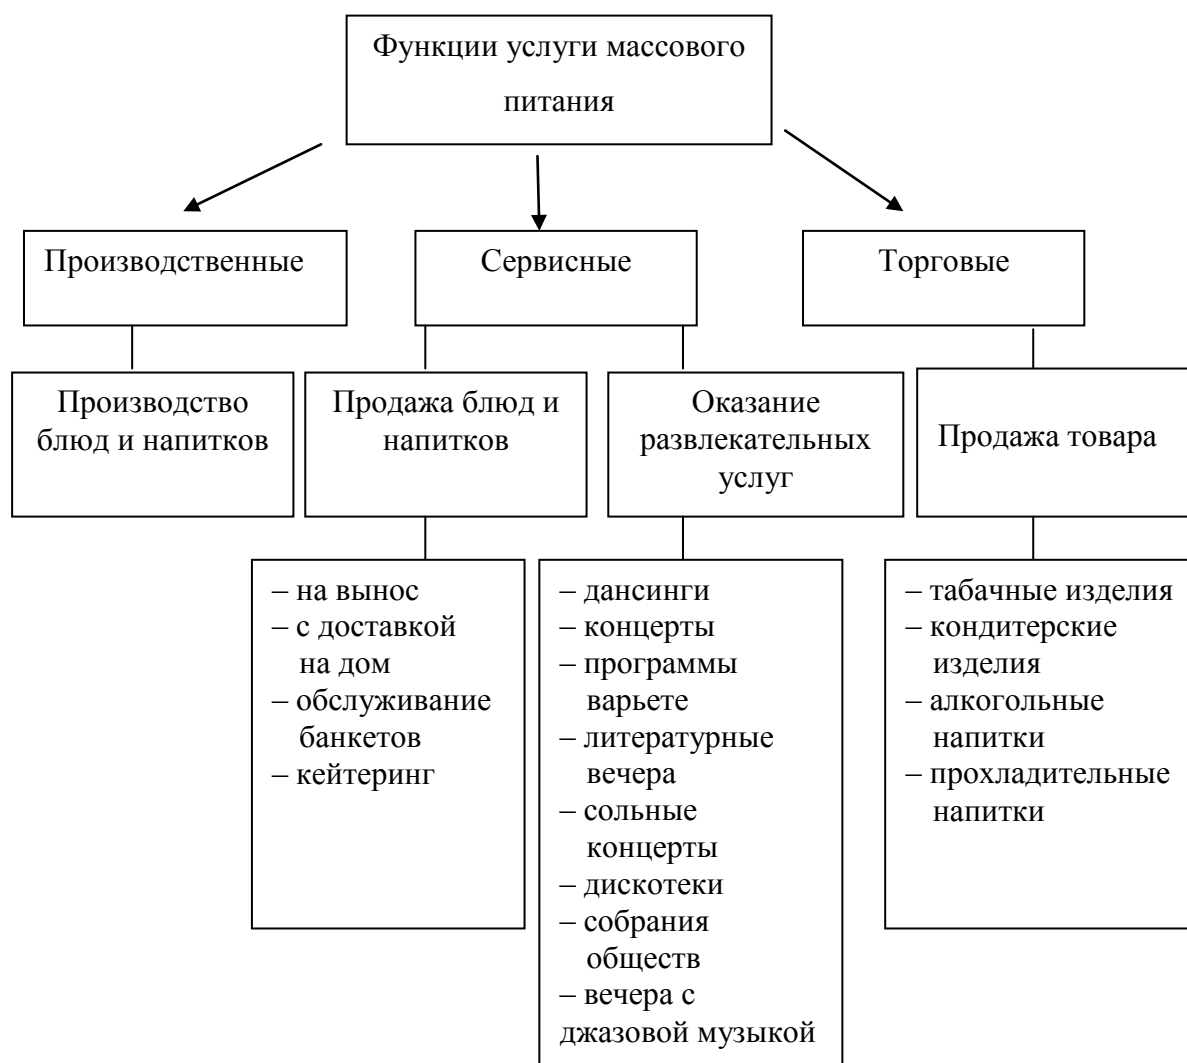 Функции услуги массового
питания
Производственные
Сервисные
Торговые
Производство
блюд и напитков
Продажа блюд и
напитков
Оказание
развлекательных
услуг
Продажа товара
– на вынос
– с доставкой
на дом
– обслуживание
банкетов
– кейтеринг
– дансинги
– концерты
– программы
варьете
– литературные
вечера
– сольные
концерты
– дискотеки
– собрания
обществ
– вечера с
джазовой музыкой
– табачные изделия
– кондитерские
изделия
– алкогольные
напитки
– прохладительные
напитки